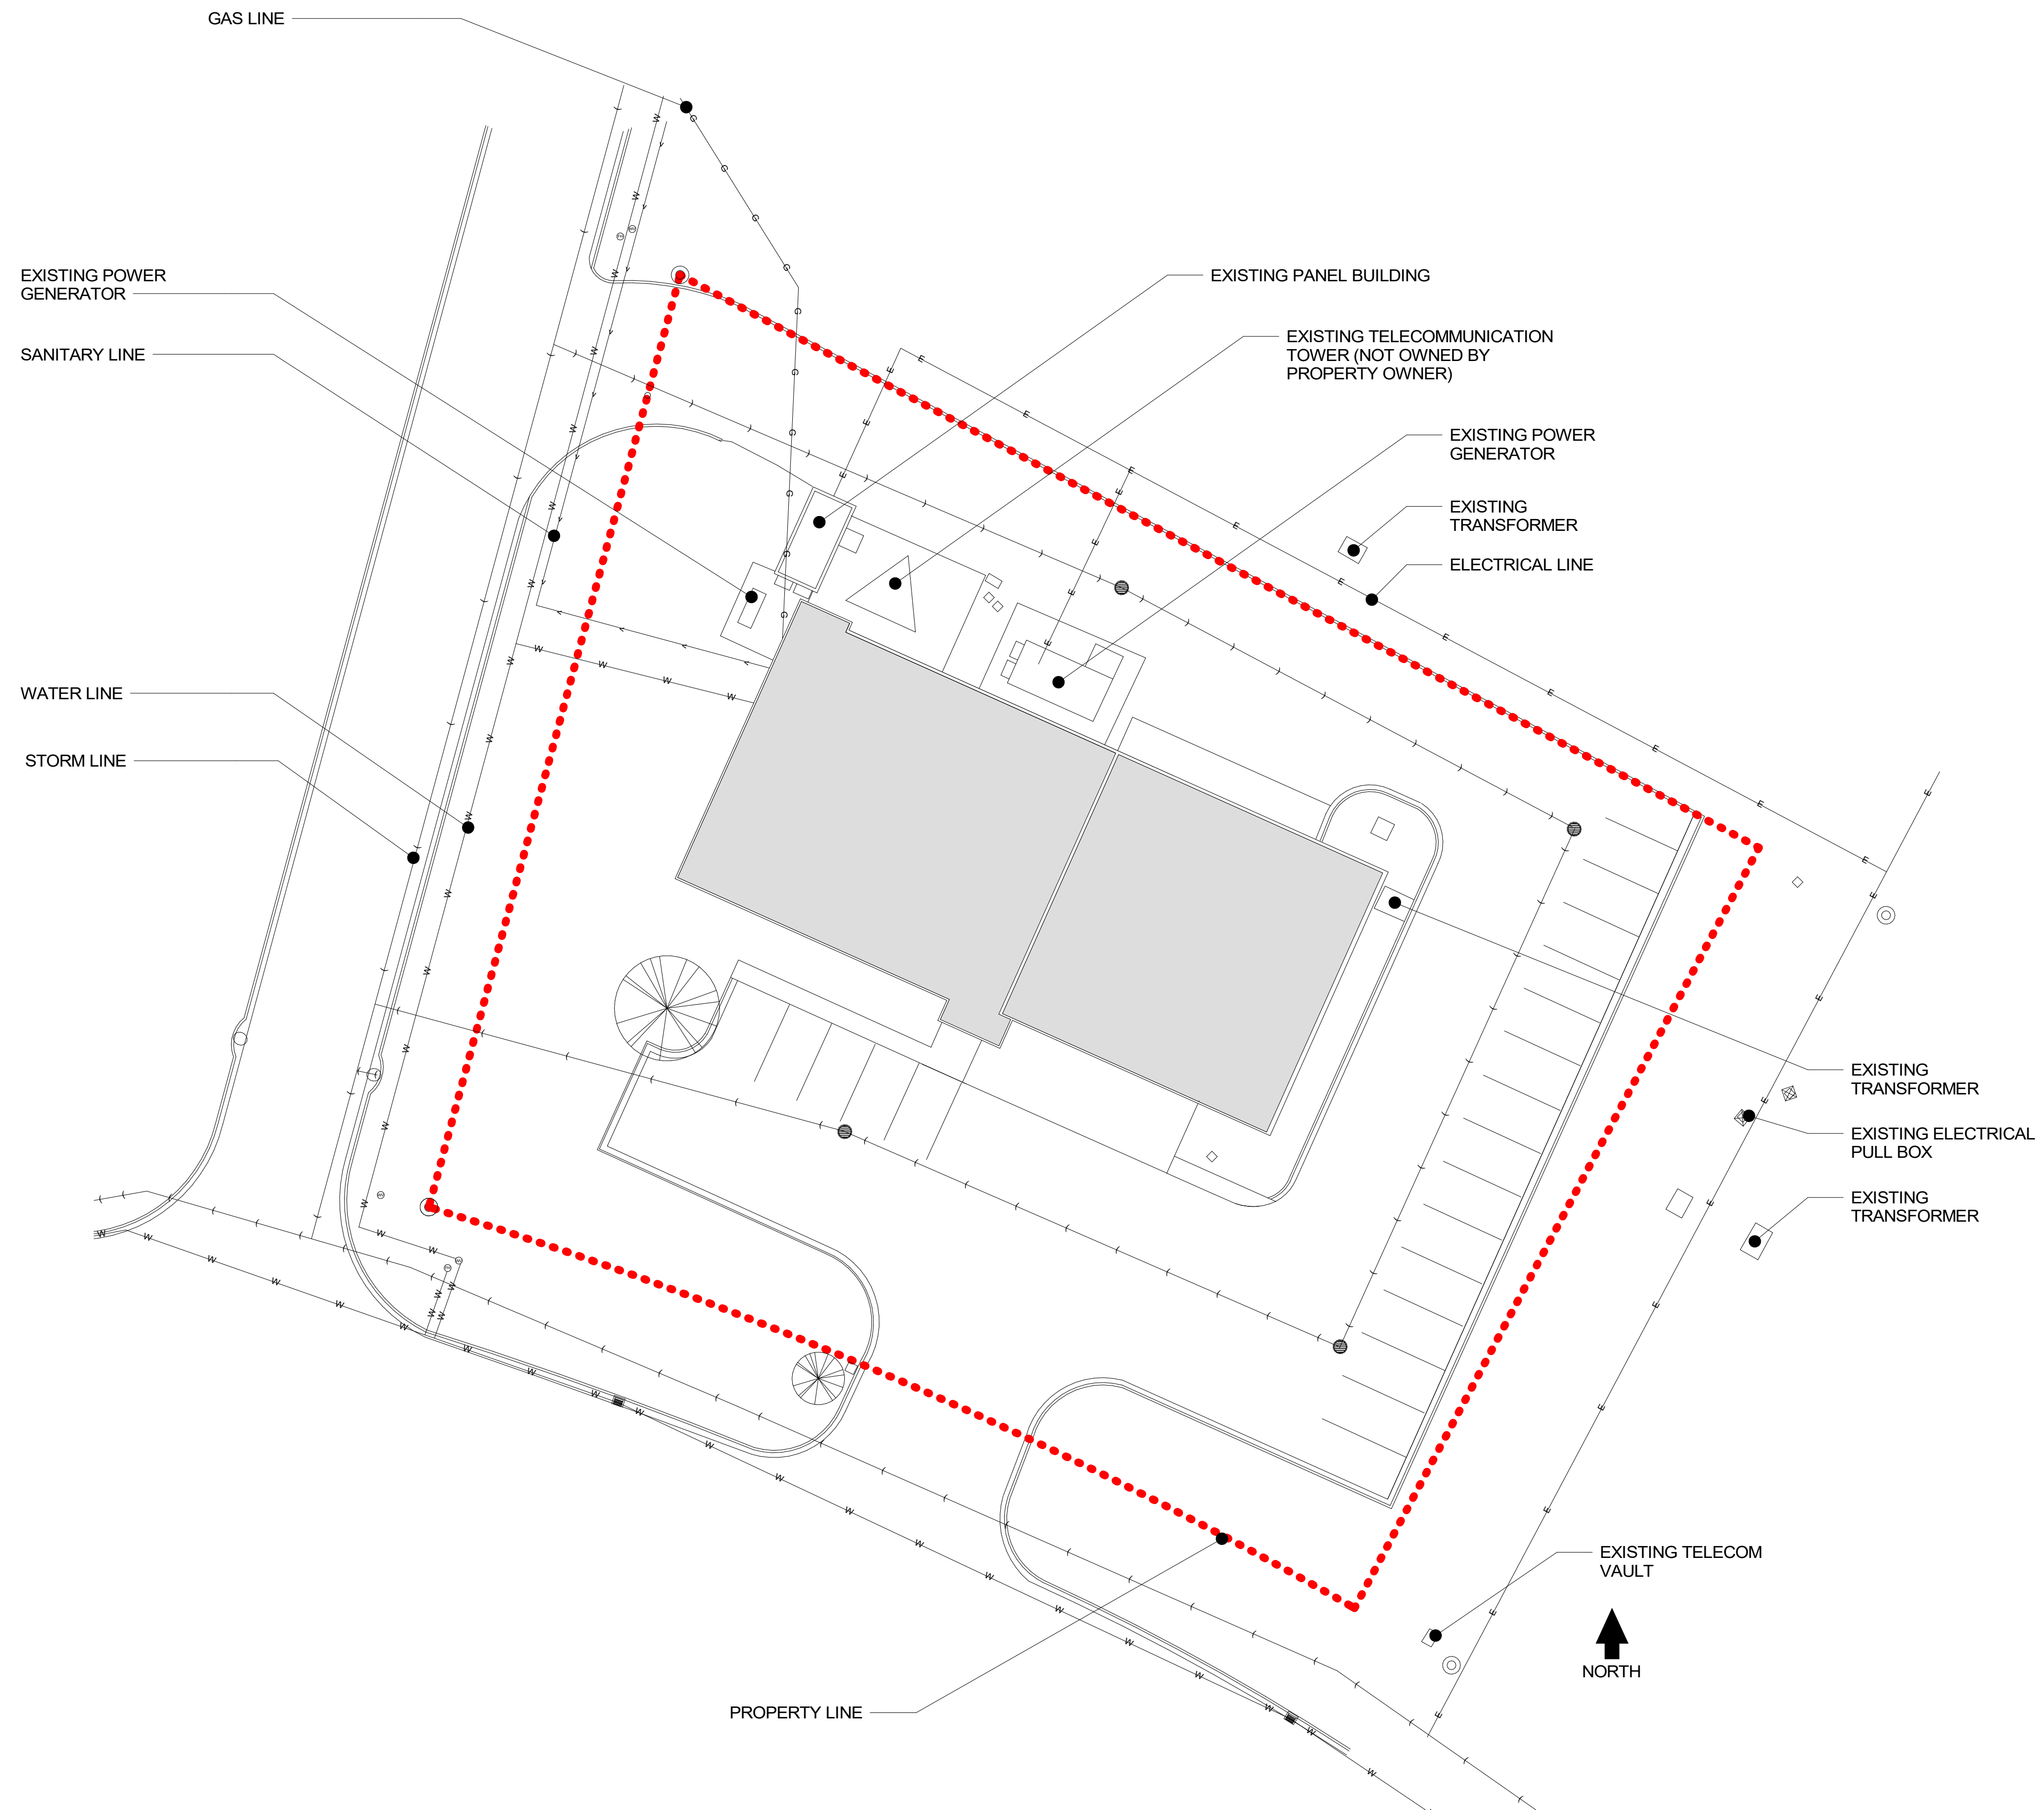 GAS LINE
EXISTING POWER
GENERATOR
SANITARY LINE
WATER LINE
STORM LINE
EXISTING PANEL BUILDING
EXISTING TELECOMMUNICATION
TOWER (NOT OWNED BY
PROPERTY OWNER)
EXISTING POWER
GENERATOR
EXISTING
TRANSFORMER
ELECTRICAL LINE
EXISTING
TRANSFORMER
EXISTING ELECTRICAL
PULL BOX
EXISTING
TRANSFORMER
EXISTING TELECOM
VAULT
NORTH
PROPERTY LINE